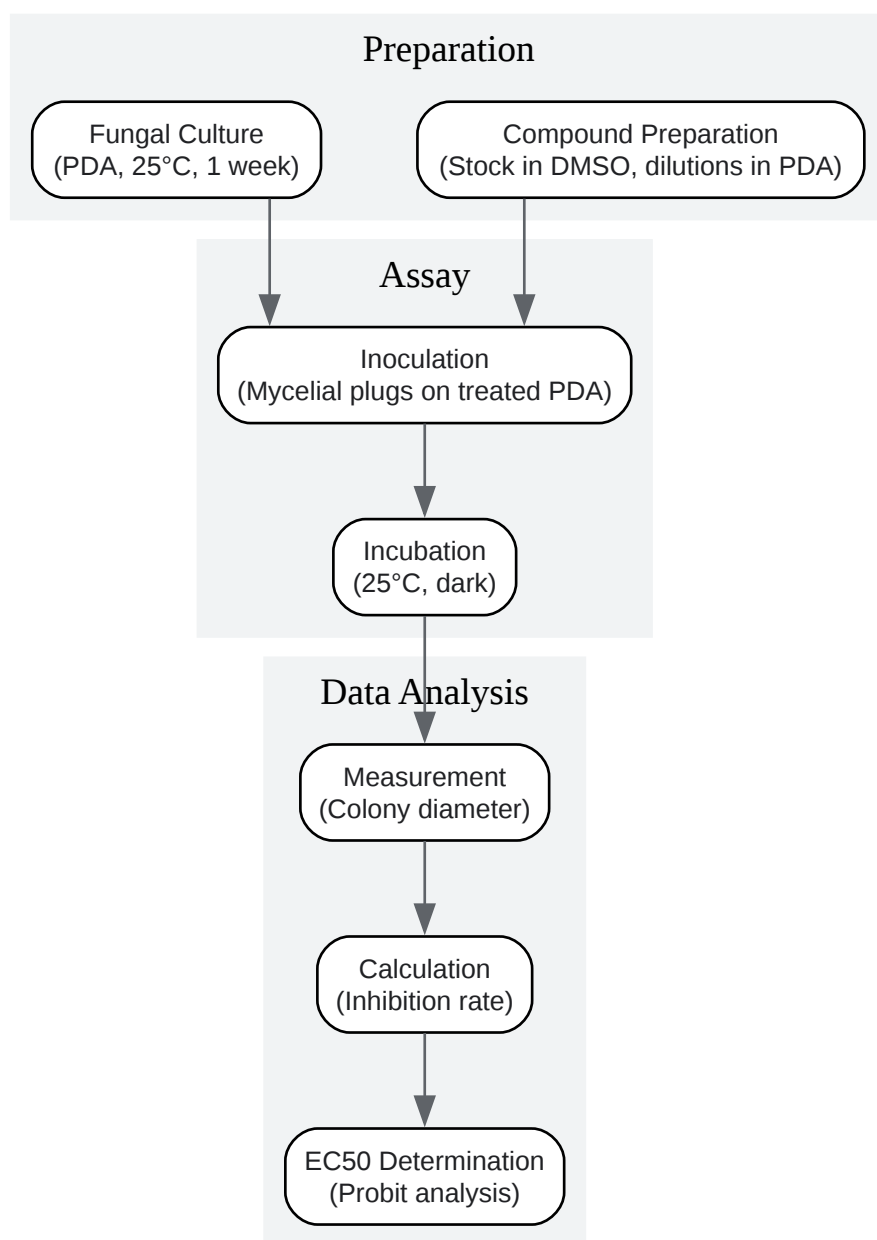 Preparation
Fungal Culture
(PDA, 25°C, 1 week)
Compound Preparation
(Stock in DMSO, dilutions in PDA)
Assay
Inoculation
(Mycelial plugs on treated PDA)
Incubation
(25°C, dark)
Data Analysis
Measurement
(Colony diameter)
Calculation
(Inhibition rate)
EC50 Determination
(Probit analysis)